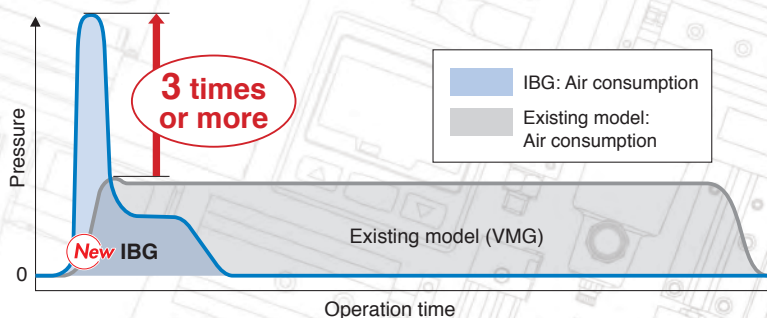 3 times
or more
IBG: Air consumption
Existing model:
Air consumption
Pressure
New IBG
Existing model (VMG)
0
Operation time